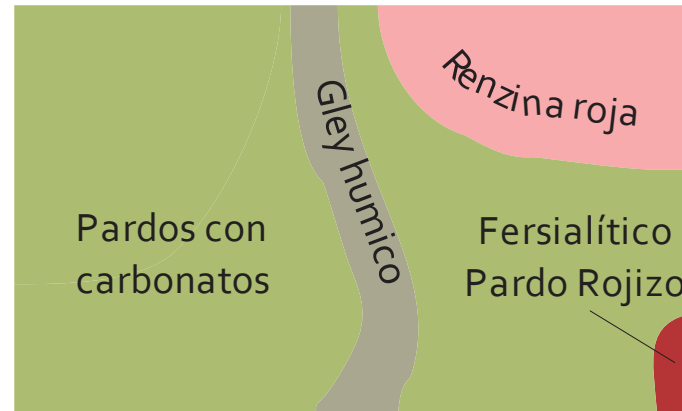 Renzina roja
Gley humico
Pardos con
carbonatos
Fersialítico
Pardo Rojizo